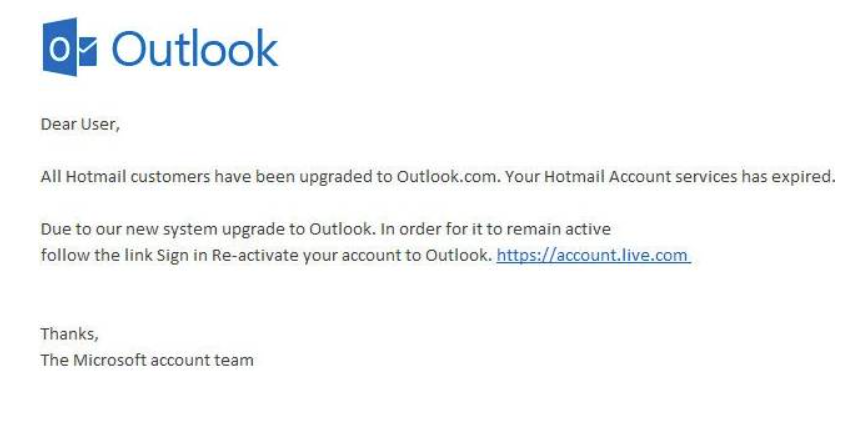 Outlook
Dear User,
All Hotmail customers have been upgraded to Outlook.com. Your Hotmail Account services has expired.
Due to our new system upgrade to Outlook. In order for it to remain active
follow the link Sign in Re-activate your account to Outlook. https://account.live.com
Thanks,
The Microsoft account team